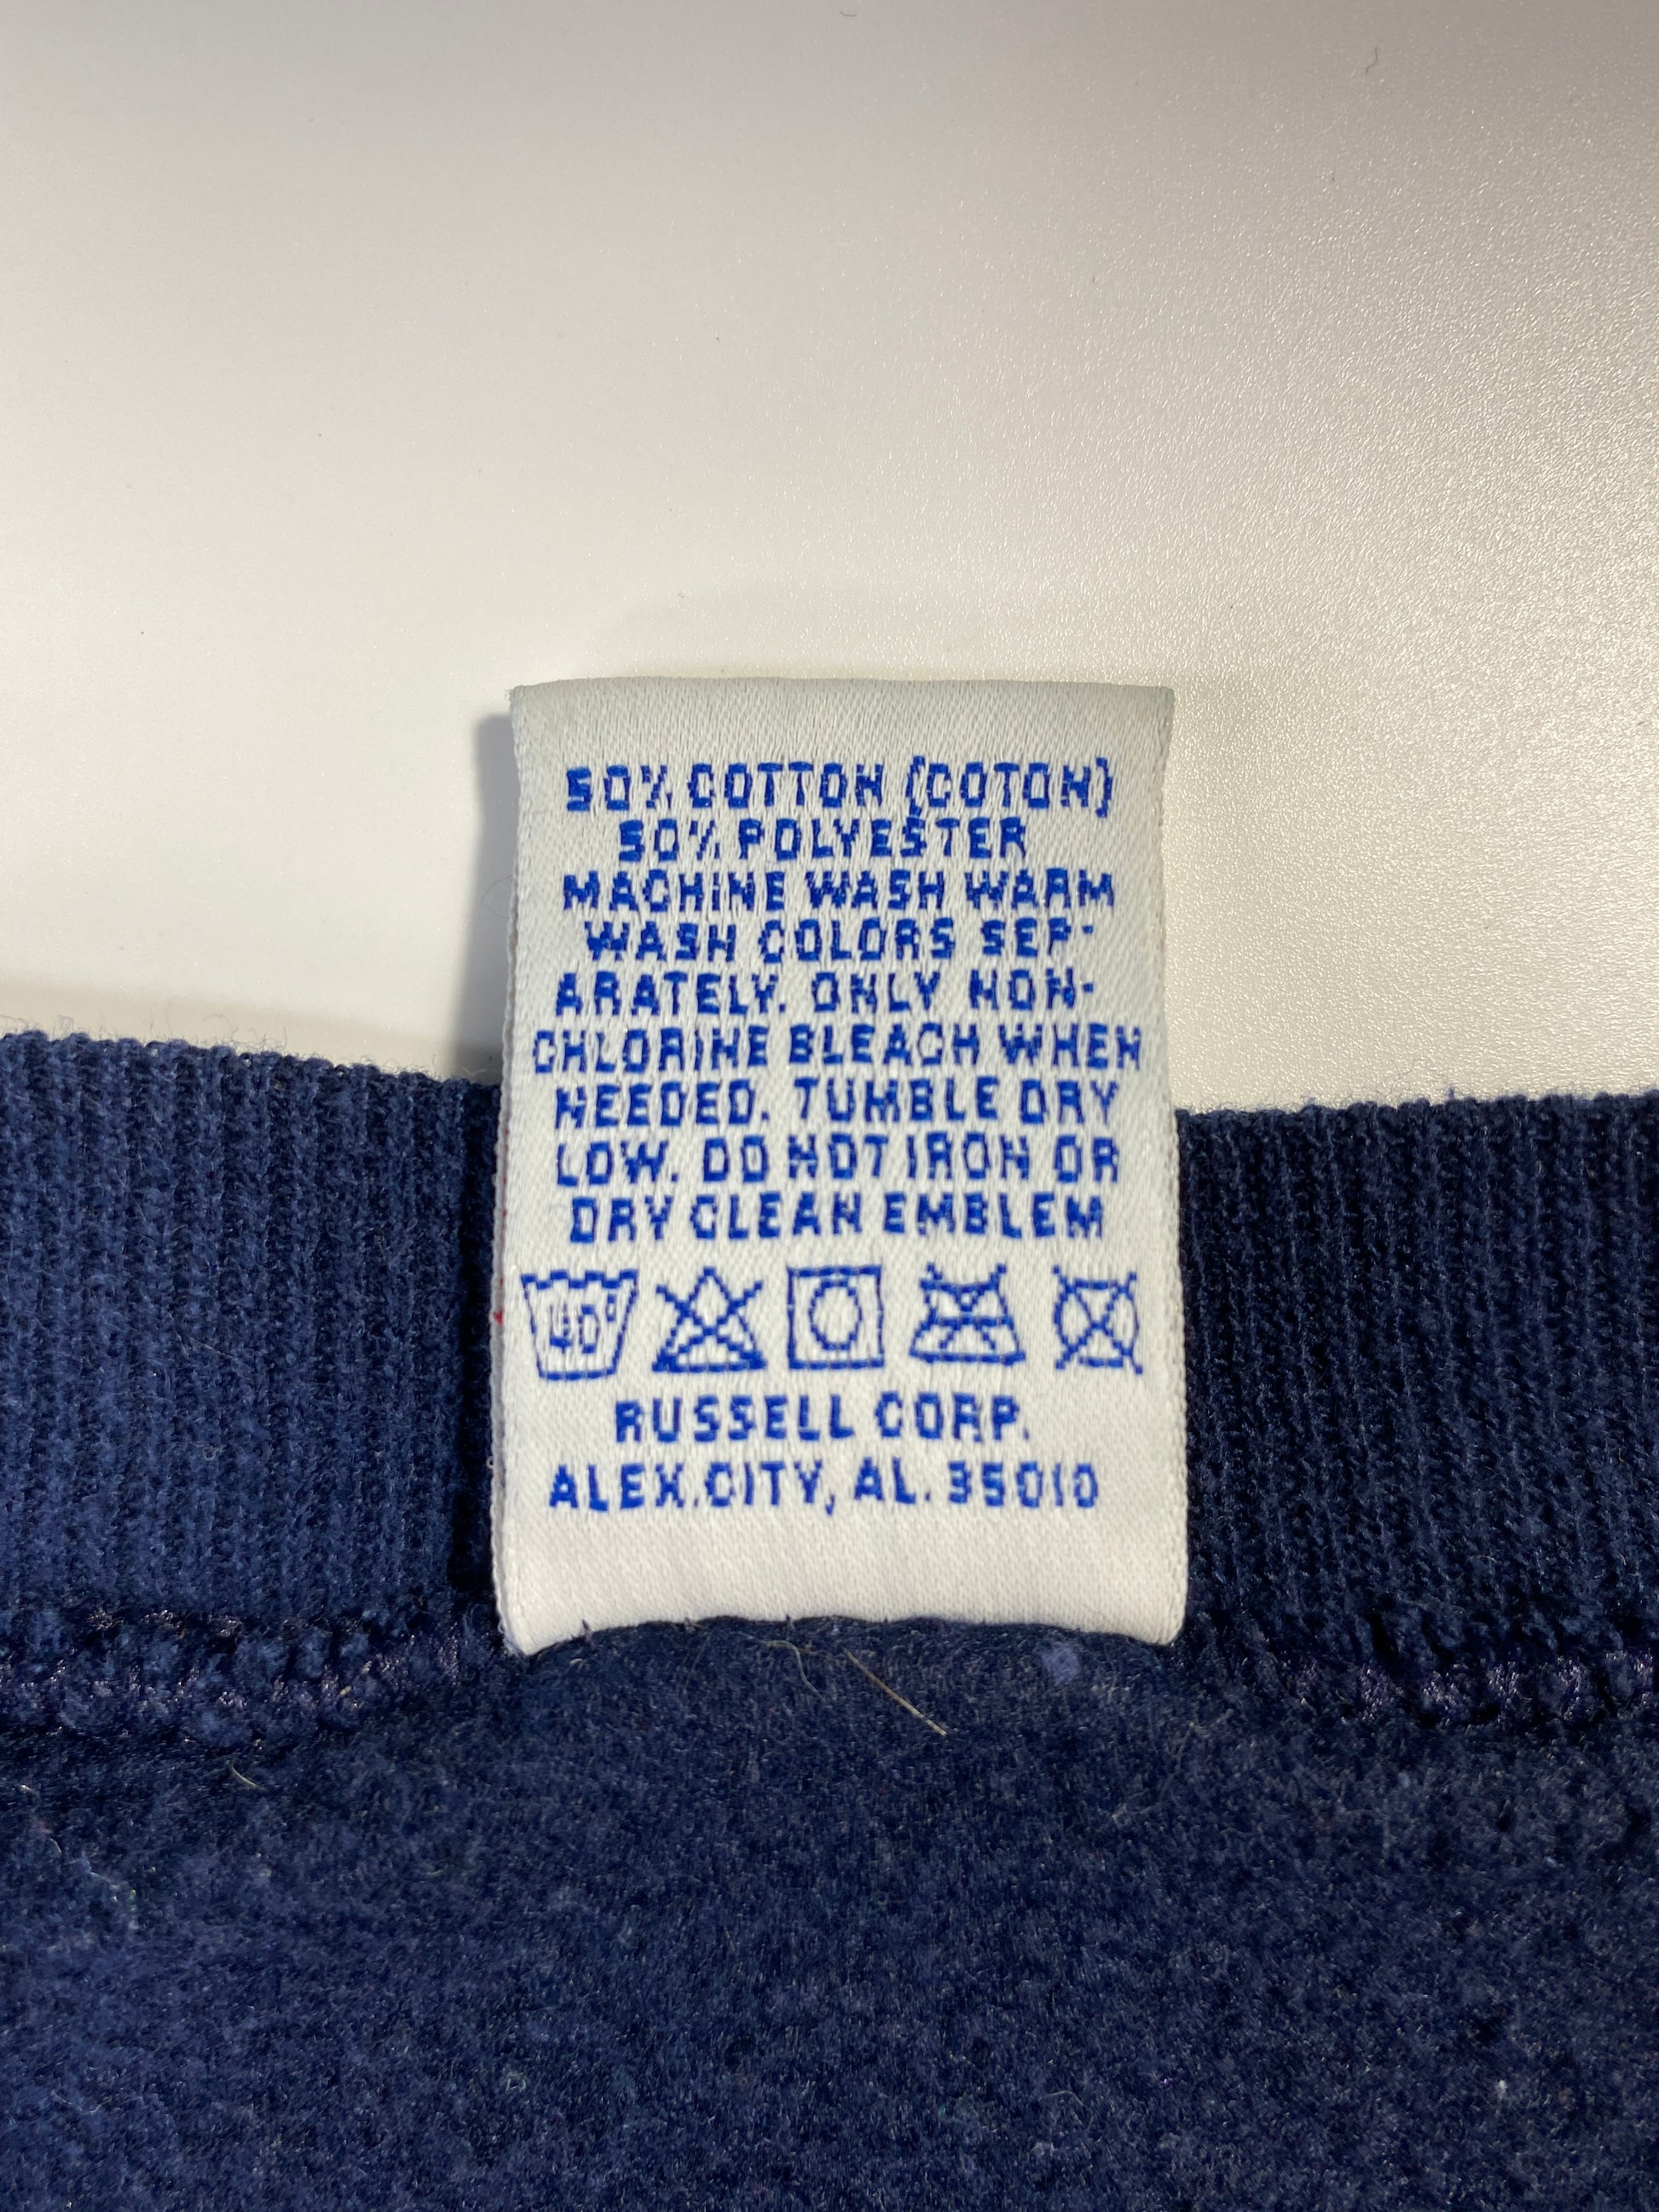 50% COTTON (COTON)
50% POLYESTER
MACHINE WASH WARM
WASH COLORS SEP-
ARATELY. ONLY NON-
CHLORINE BLEACH WHEN
NEEDED. TUMBLE DRY
LOW. DO NOT IRON OR
DRY CLEAN EMBLEM
40°
RUSSELL CORP.
ALEX.CITY, AL. 35010